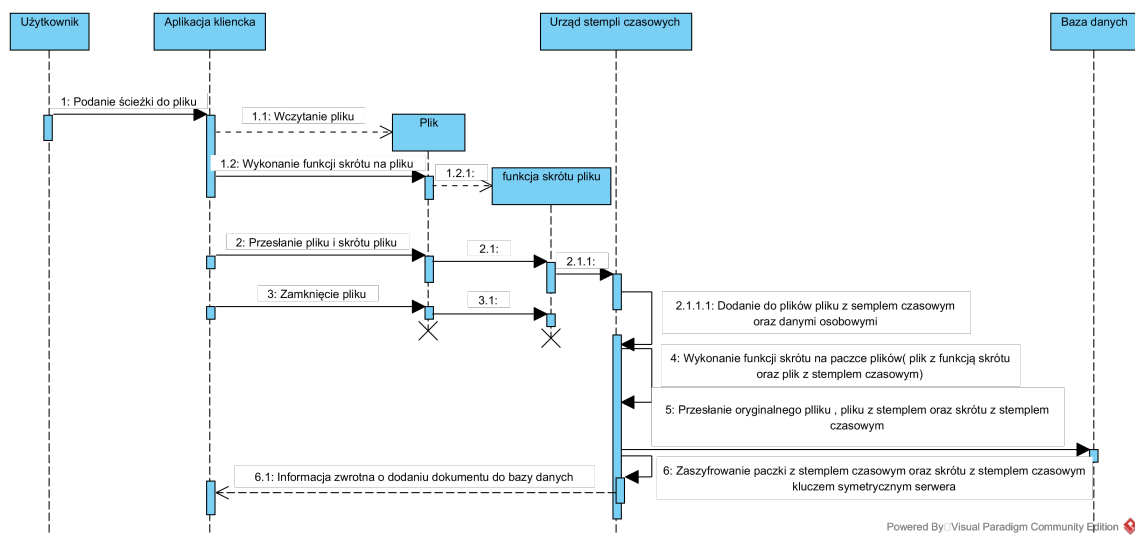 Użytkownik
Aplikacja kliencka
Urząd stempli czasowych
Baza danych
1: Podanie ścieżki do pliku
1.1: Wczytanie pliku
Plik
1.2: Wykonanie funkcji skrótu na pliku
1.2.1:
funkcja skrótu pliku
2: Przesłanie pliku i skrótu pliku
2.1:
2.1.1:
3: Zamknięcie pliku
3.1:
2.1.1.1: Dodanie do plików pliku z semplem czasowym
oraz danymi osobowymi
4: Wykonanie funkcji skrótu na paczce plików( plik z funkcją skrótu
oraz plik z stemplem czasowym)
5: Przesłanie oryginalnego plliku , pliku z stemplem oraz skrótu z stemplem
czasowym
6: Zaszyfrowanie paczki z stemplem czasowym oraz skrótu z stemplem czasowym
kluczem symetrycznym serwera
6.1: Informacja zwrotna o dodaniu dokumentu do bazy danych
Powered By Visual Paradigm Community Edition